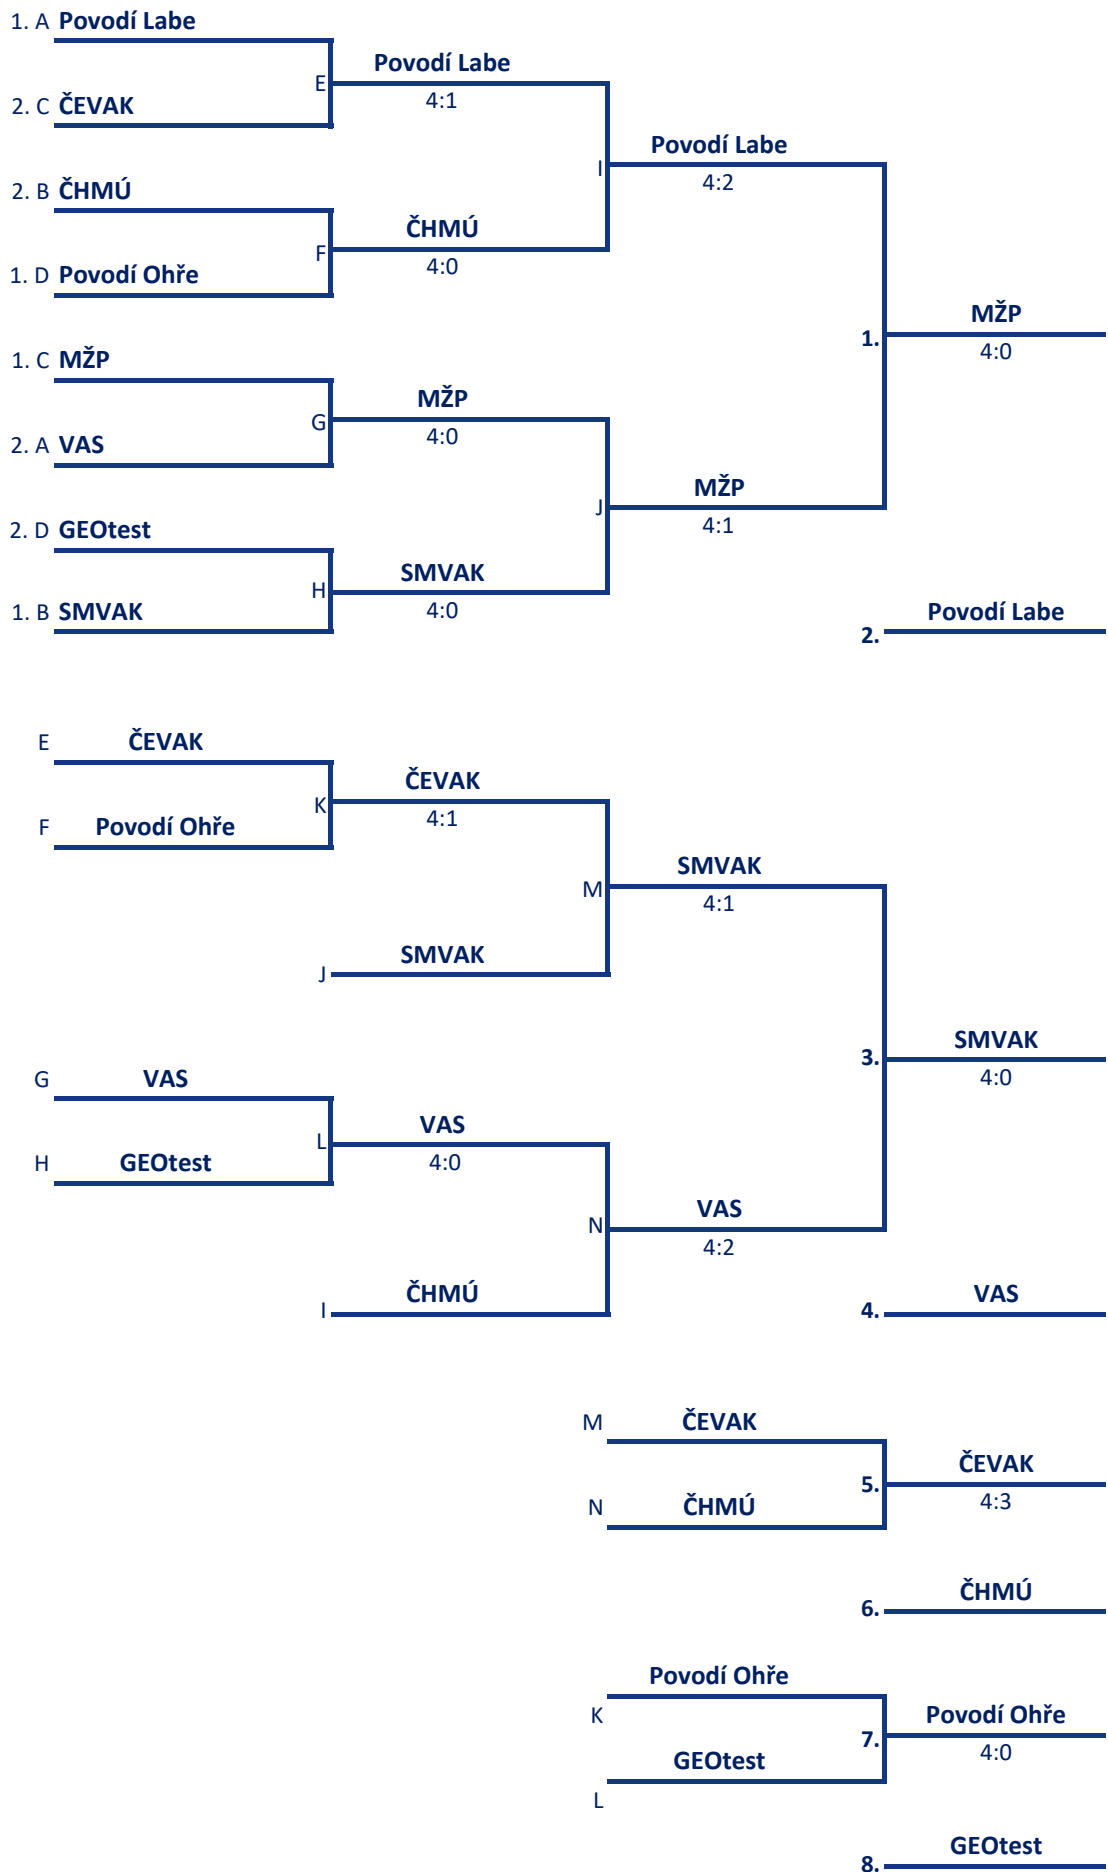 1. A Povodí Labe
Povodí Labe
E
4:1
2. C ČEVAK
Povodí Labe
I
4:2
2. B ČHMÚ
ČHMÚ
F
4:0
1. D Povodí Ohře
MŽP
1.
4:0
1. C MŽP
MŽP
G
4:0
2. A VAS
MŽP
J
4:1
2. D GEOtest
SMVAK
H
4:0
1. B SMVAK
Povodí Labe
2.
E ČEVAK
ČEVAK
K
4:1
F Povodí Ohře
SMVAK
M
4:1
SMVAK
J
SMVAK
3.
4:0
G VAS
VAS
L
4:0
H GEOtest
VAS
N
4:2
ČHMÚ
I
VAS
4.
M ČEVAK
ČEVAK
5.
4:3
N ČHMÚ
ČHMÚ
6.
Povodí Ohře
K
Povodí Ohře
7.
4:0
GEOtest
L
GEOtest
8.